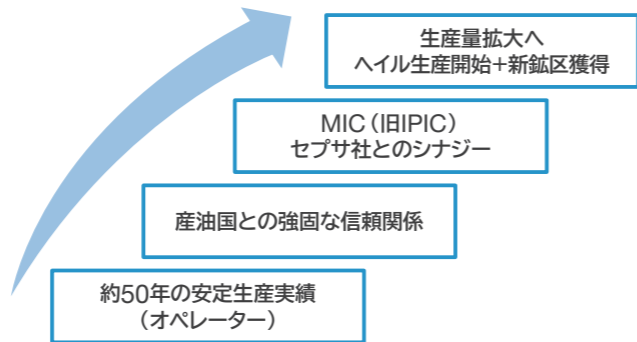 生産量拡大へ
ヘイル生産開始+新鉱区獲得
MIC（旧IPIC）
セプサ社とのシナジー
産油国との強固な信頼関係
約50年の安定生産実績
（オペレーター）